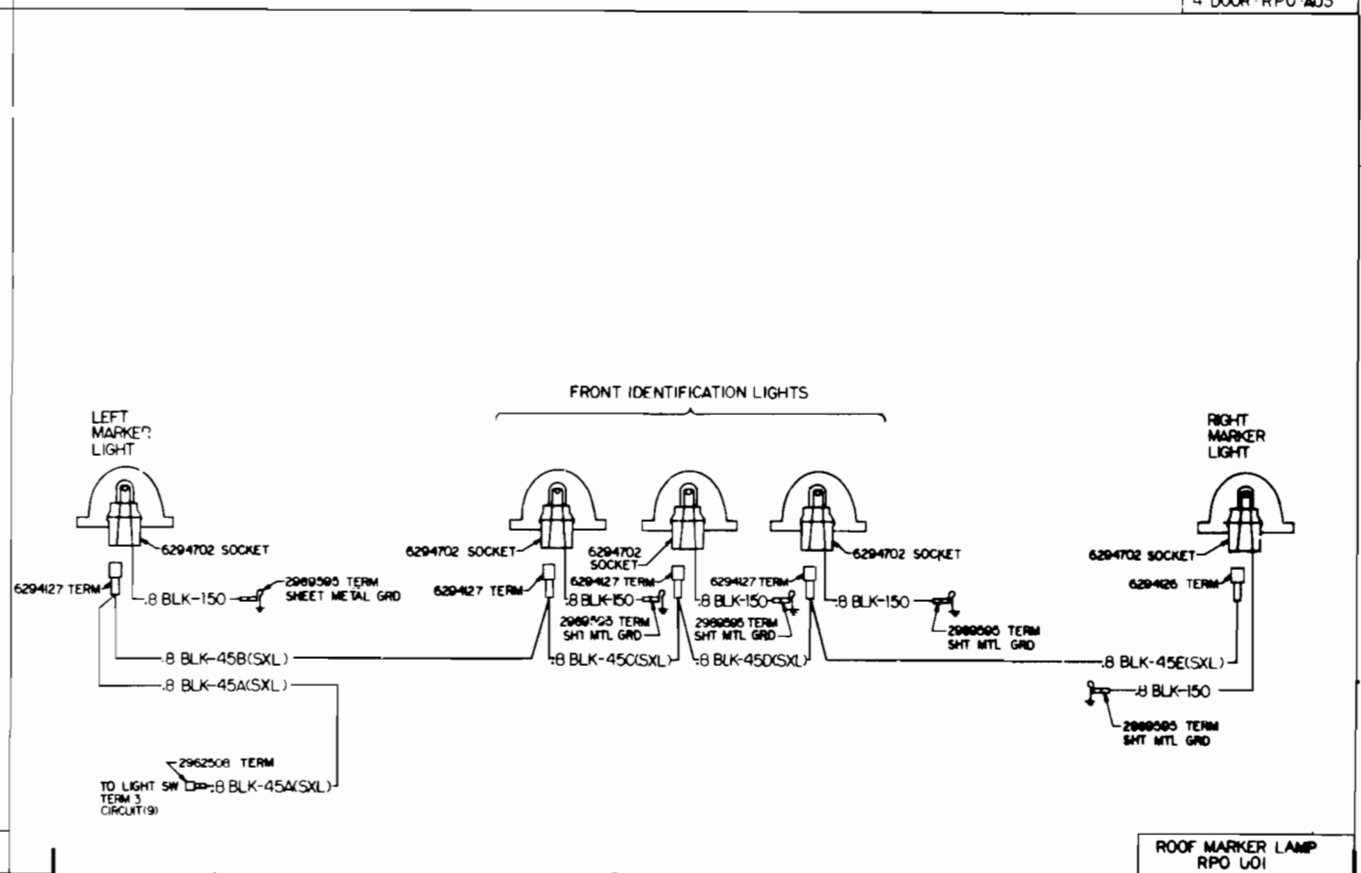 4 DOOR-RPO-A03
FRONT IDENTIFICATION LIGHTS
LEFT
MARKER
LIGHT
RIGHT
MARKER
LIGHT
6294702 SOCKET
6294702 SOCKET
6294702
SOCKET
6294702 SOCKET
6294702 SOCKET
6294127 TERM
2989595 TERM
SHEET METAL GRD
.8 BLK-150
6294127 TERM
6294127 TERM
6294127 TERM
6294126 TERM
.8 BLK-150
.8 BLK-150
.8 BLK-150
2989595 TERM
SHT MTL GRD
2989595 TERM
SHT MTL GRD
2989595 TERM
SHT MTL GRD
.8 BLK-45B(SXL)
.8 BLK-45C(SXL)
.8 BLK-45D(SXL)
.8 BLK-45E(SXL)
.8 BLK-45A(SXL)
.8 BLK-150
2989595 TERM
SHT MTL GRD
2962508 TERM
TO LIGHT SW
.8 BLK-45A(SXL)
TERM 3
CIRCUIT(9)
ROOF MARKER LAMP
RPO U01